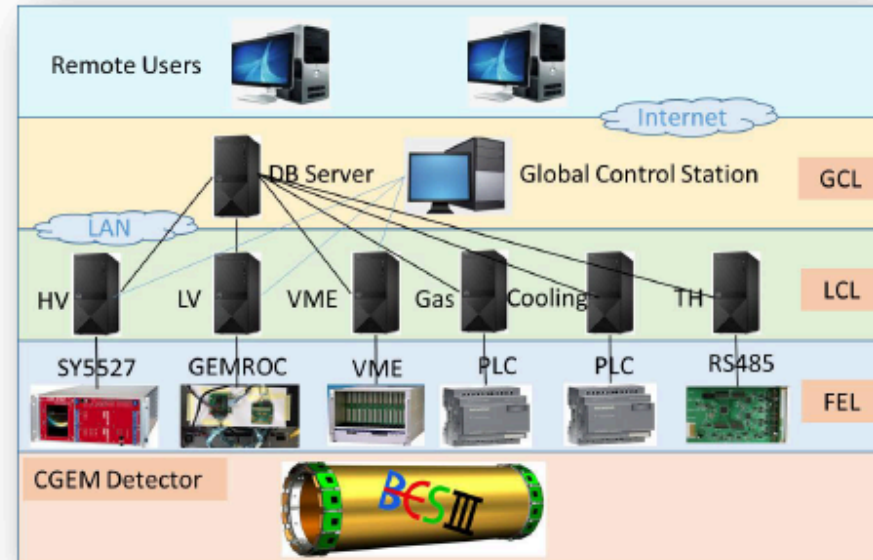 Remote Users
Internet
DB Server
Global Control Station
GCL
LAN
HV
LV
VME
Gas
Cooling
TH
LCL
SY5527
GEMROC
VME
PLC
PLC
RS485
FEL
CGEM Detector
BESIII